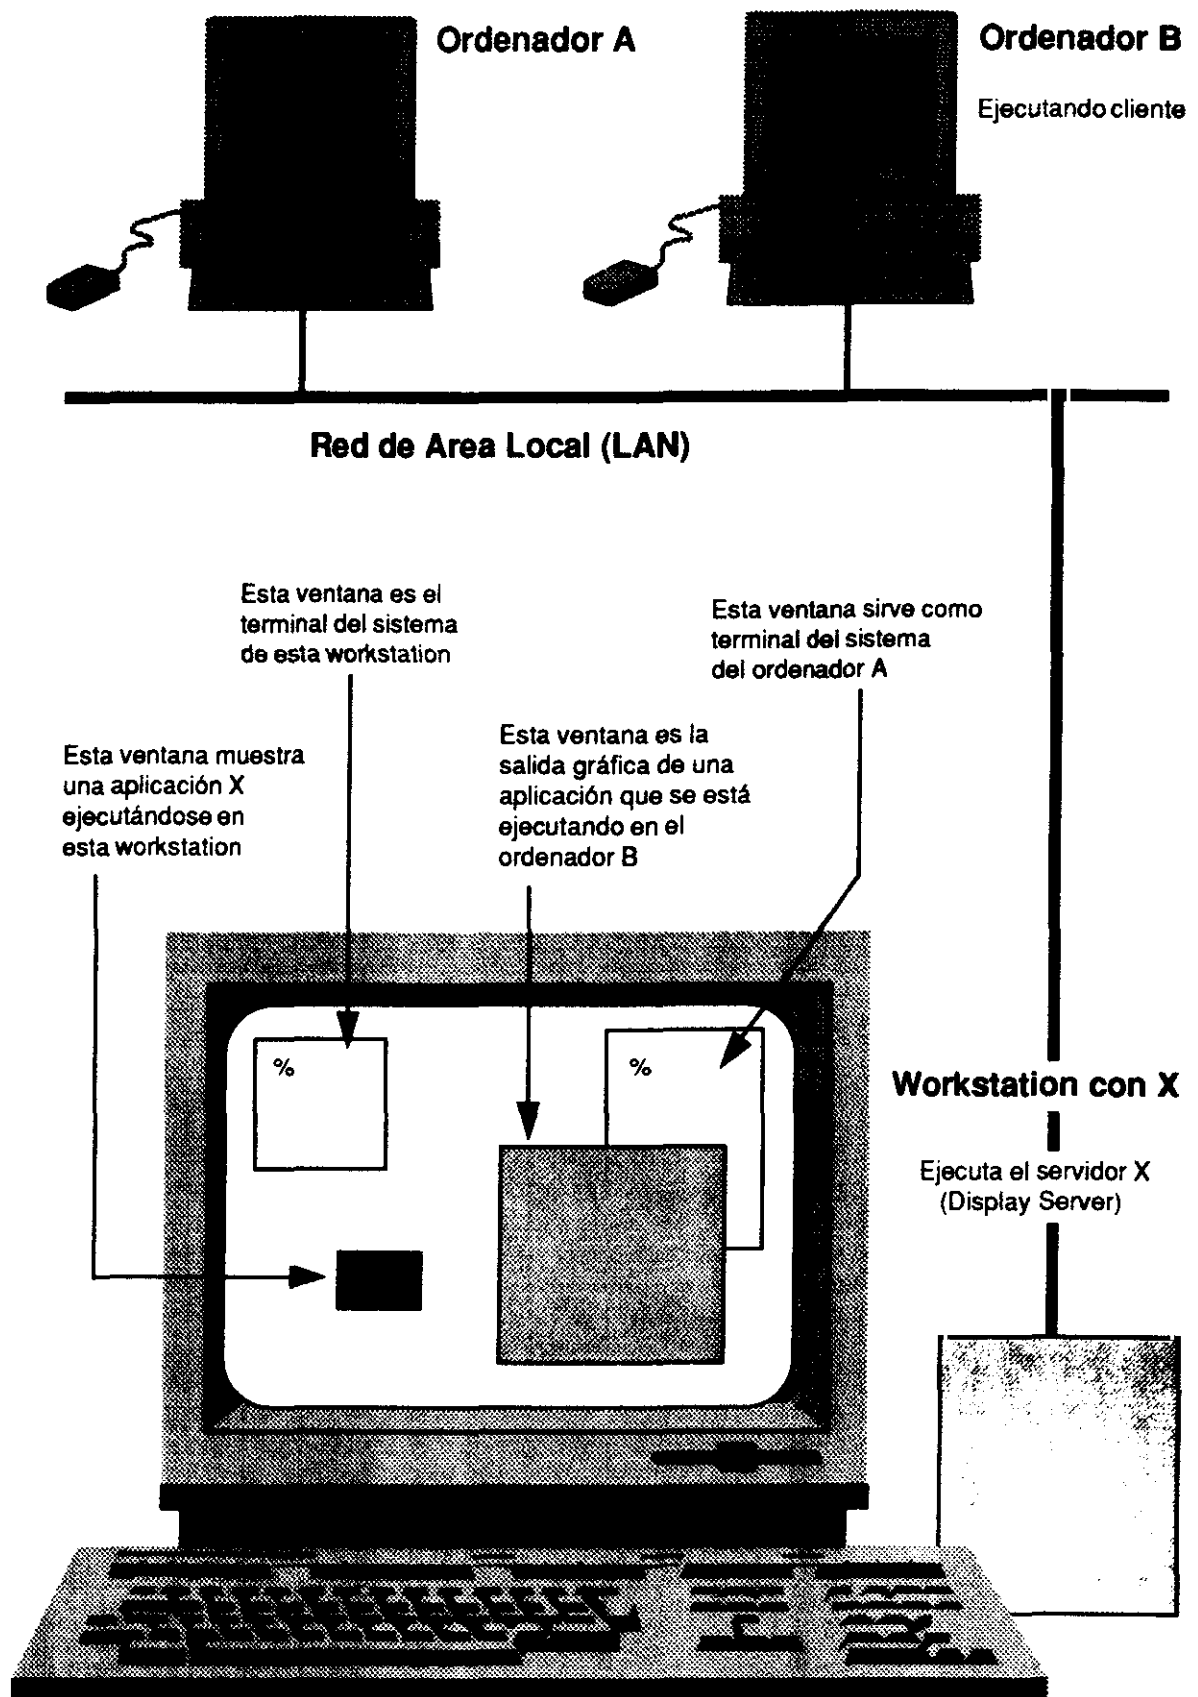 Ordenador A
Ordenador B
Ejecutando cliente
Red de Area Local (LAN)
Esta ventana es el
terminal del sistema
de esta workstation
Esta ventana sirve como
terminal del sistema
del ordenador A
Esta ventana muestra
una aplicación X
ejecutándose en
esta workstation
Esta ventana es la
salida gráfica de una
aplicación que se está
ejecutando en el
ordenador B
%
%
Workstation con X
Ejecuta el servidor X
(Display Server)